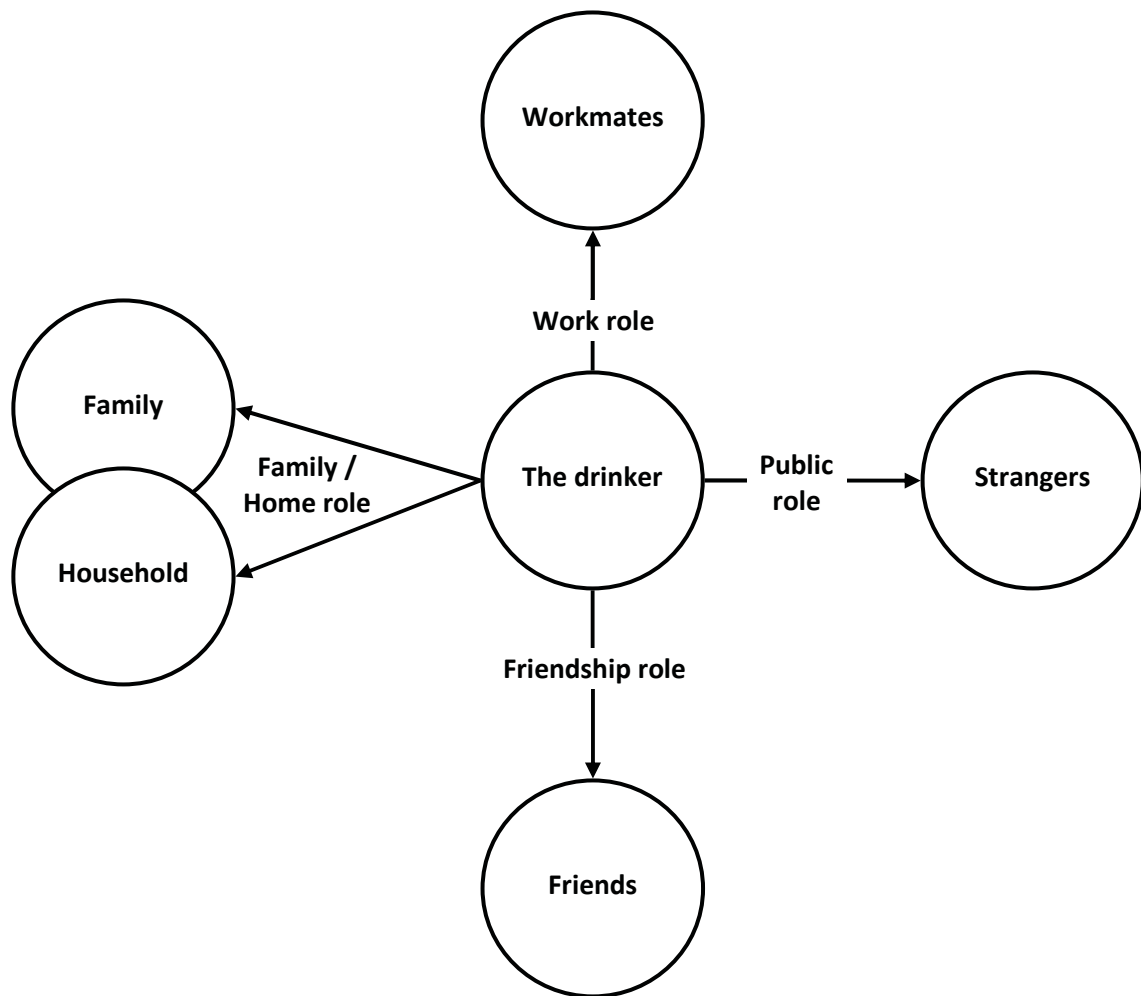 Workmates
Work role
Family
Family /
Home role
The drinker
Public
role
Strangers
Household
Friendship role
Friends